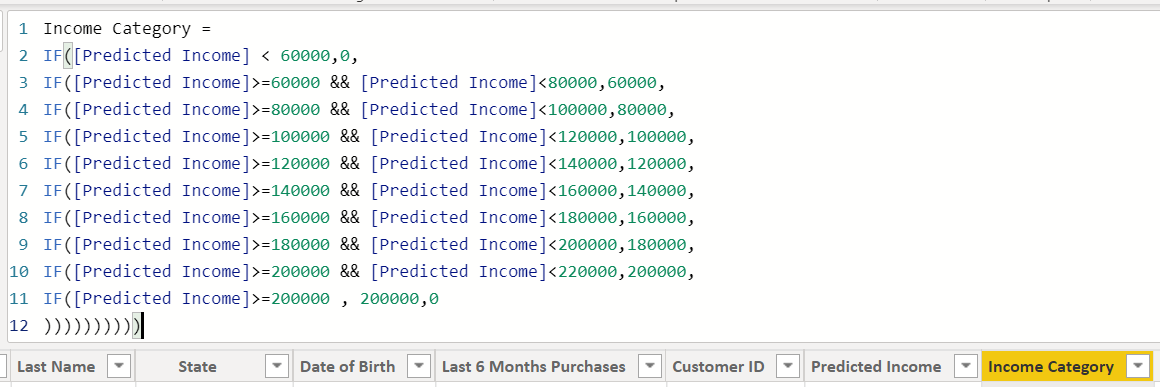 1 Income Category =
2 IF([Predicted Income] < 60000,0,
3 IF([Predicted Income]>=60000 && [Predicted Income]<80000,60000,
4 IF([Predicted Income]>=80000 && [Predicted Income]<100000,80000,
5 IF([Predicted Income]>=100000 && [Predicted Income]<120000,100000,
6 IF([Predicted Income]>=120000 && [Predicted Income]<140000,120000,
7 IF([Predicted Income]>=140000 && [Predicted Income]<160000,140000,
8 IF([Predicted Income]>=160000 && [Predicted Income]<180000,160000,
9 IF([Predicted Income]>=180000 && [Predicted Income]<200000,180000,
10 IF([Predicted Income]>=200000 && [Predicted Income]<220000,200000,
11 IF([Predicted Income]>=200000 , 200000,0
12 ))))))))))
Last Name State Date of Birth Last 6 Months Purchases Customer ID Predicted Income Income Category